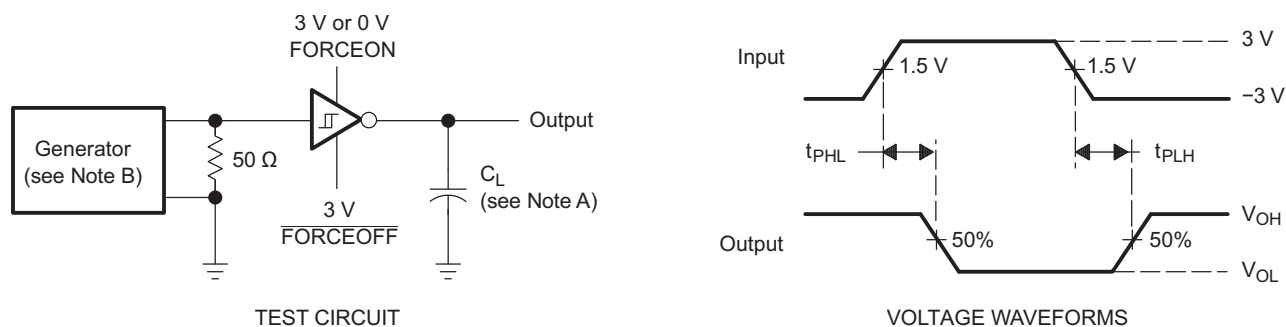 3 V or 0 V
FORCEON
Generator
(see Note B)
50 Ω
Output
C_L
(see Note A)
3 V
FORCEOFF
TEST CIRCUIT
Input
3 V
1.5 V
1.5 V
−3 V
t_PHL
t_PLH
Output
50%
50%
V_OH
V_OL
VOLTAGE WAVEFORMS